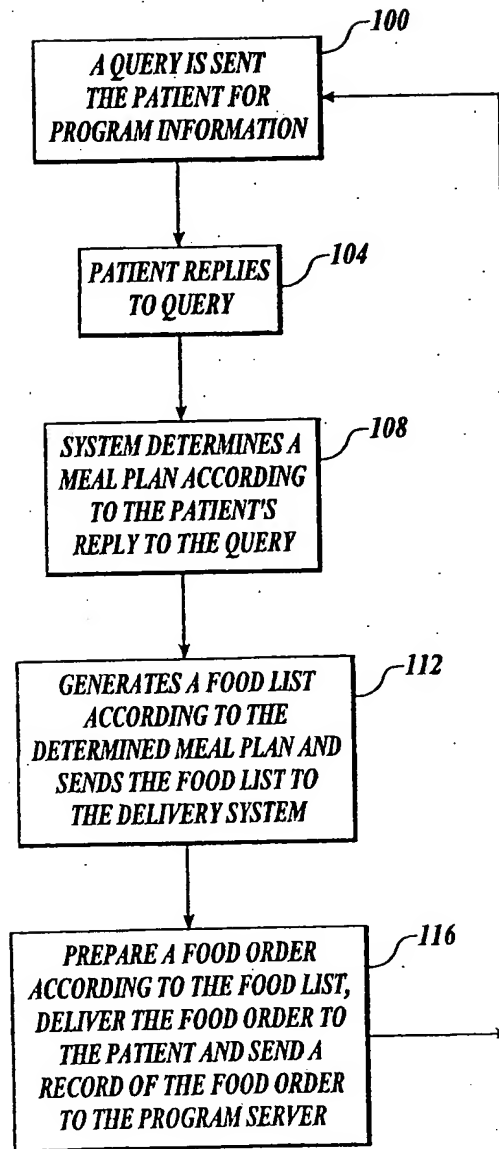 100
A QUERY IS SENT
THE PATIENT FOR
PROGRAM INFORMATION
104
PATIENT REPLIES
TO QUERY
108
SYSTEM DETERMINES A
MEAL PLAN ACCORDING
TO THE PATIENT'S
REPLY TO THE QUERY
112
GENERATES A FOOD LIST
ACCORDING TO THE
DETERMINED MEAL PLAN AND
SENDS THE FOOD LIST TO
THE DELIVERY SYSTEM
116
PREPARE A FOOD ORDER
ACCORDING TO THE FOOD LIST,
DELIVER THE FOOD ORDER TO
THE PATIENT AND SEND A
RECORD OF THE FOOD ORDER
TO THE PROGRAM SERVER